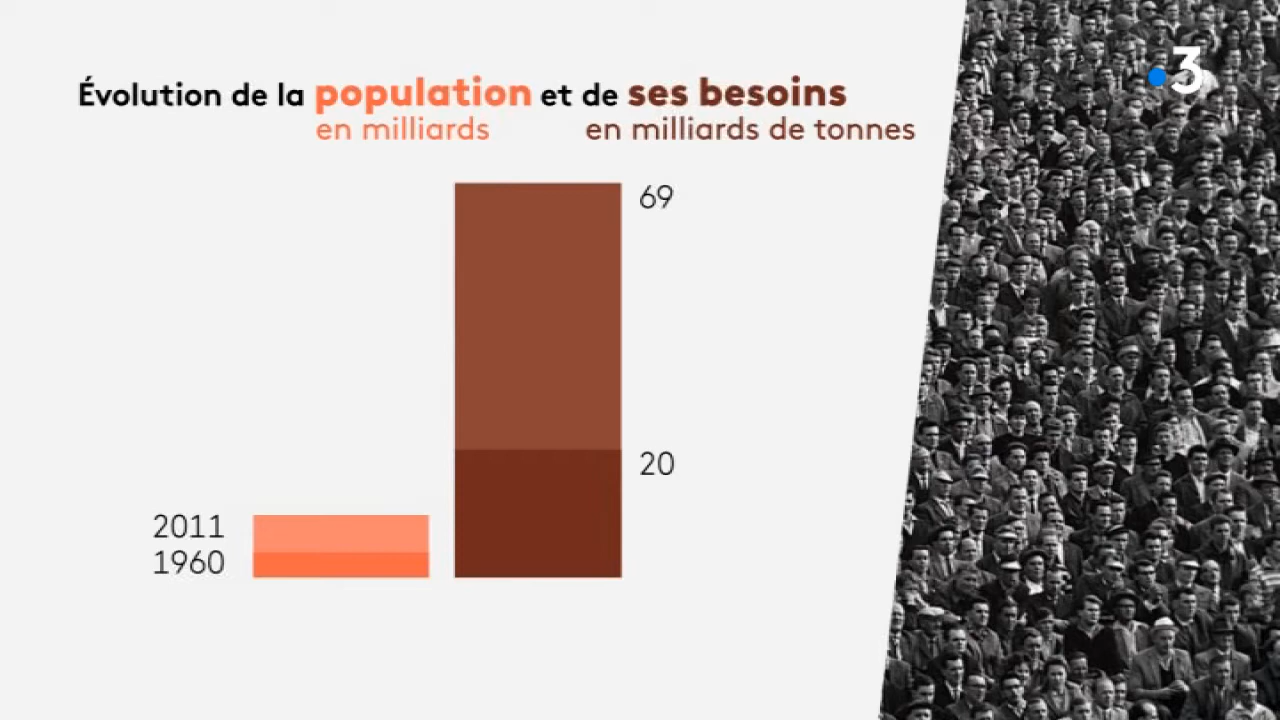 Évolution de la population et de ses besoins
en milliards en milliards de tonnes
69
20
2011
1960
3